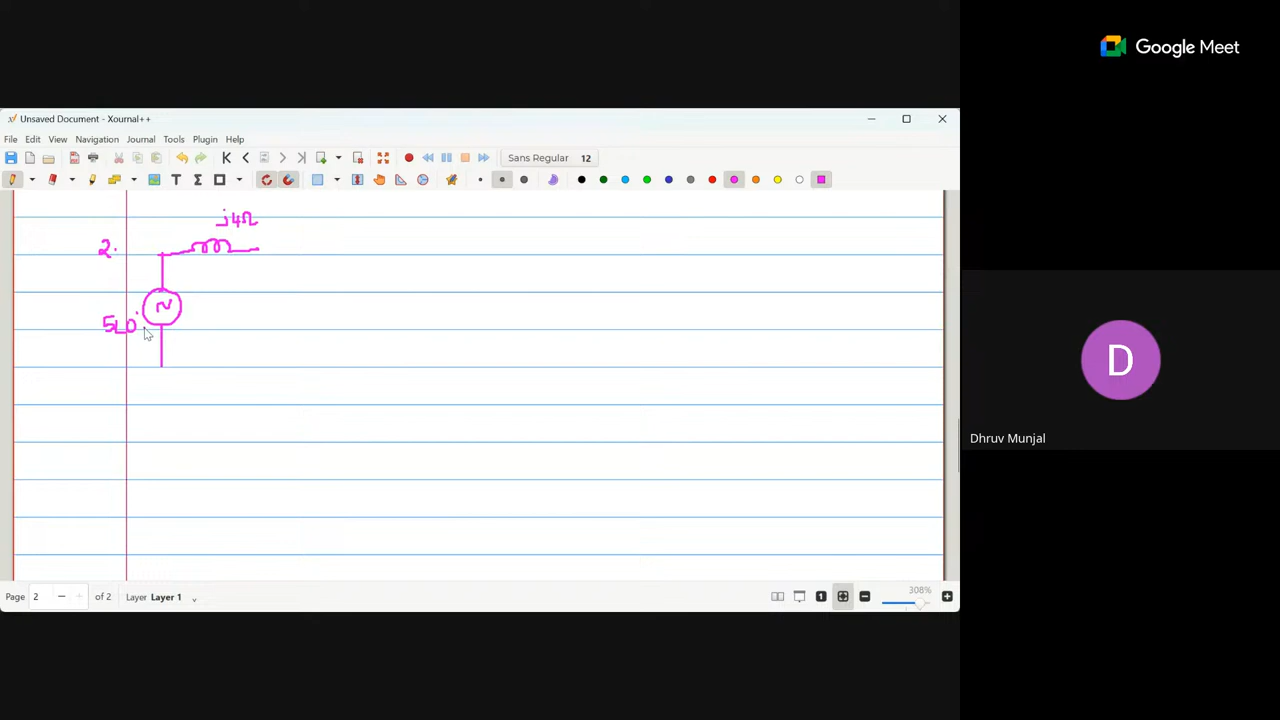 Google Meet
Unsaved Document - Xournal++
File Edit View Navigation Journal Tools Plugin Help
Sans Regular 12
j4Ω
2.
5∠0°
D
Dhruv Munjal
Page 2 of 2 Layer Layer 1
308%